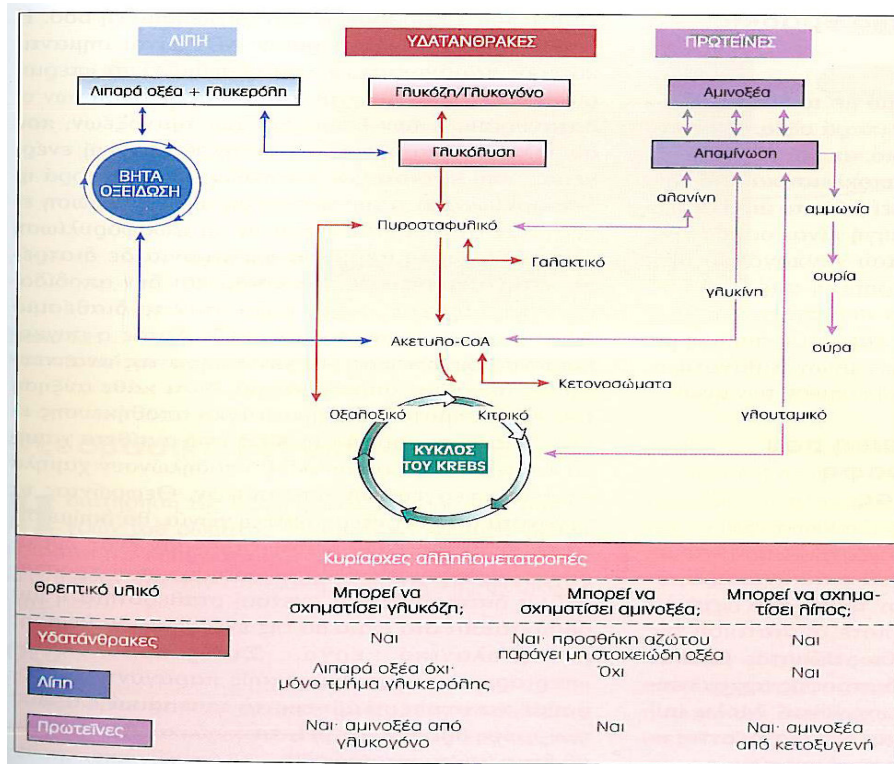 ΛΙΠΗ
ΥΔΑΤΑΝΘΡΑΚΕΣ
ΠΡΩΤΕΪΝΕΣ
Λιπαρά οξέα + Γλυκερόλη
Γλυκόζη/Γλυκογόνο
Αμινοξέα
Γλυκόλυση
Απαμίνωση
ΒΗΤΑ
ΟΞΕΙΔΩΣΗ
αλανίνη
αμμωνία
Πυροσταφυλικό
Γαλακτικό
γλυκίνη
ουρία
ούρα
Ακετυλο-CoA
Κετονοσώματα
Οξαλοξικό
Κιτρικό
γλουταμικό
ΚΥΚΛΟΣ
ΤΟΥ KREBS
Κυρίαρχες αλληλομετατροπές
Θρεπτικό υλικό
Μπορεί να
σχηματίσει γλυκόζη;
Μπορεί να
σχηματίσει αμινοξέα;
Μπορεί να σχημα-
τίσει λίπος;
Υδατάνθρακες
Ναι
Ναι· προσθήκη αζώτου
παράγει μη στοιχειώδη οξέα
Ναι
Λίπη
Λιπαρά οξέα όχι·
μόνο τμήμα γλυκερόλης
Όχι
Ναι
Πρωτεΐνες
Ναι· αμινοξέα από
γλυκογόνο
Ναι
Ναι· αμινοξέα
από κετοξυγενή